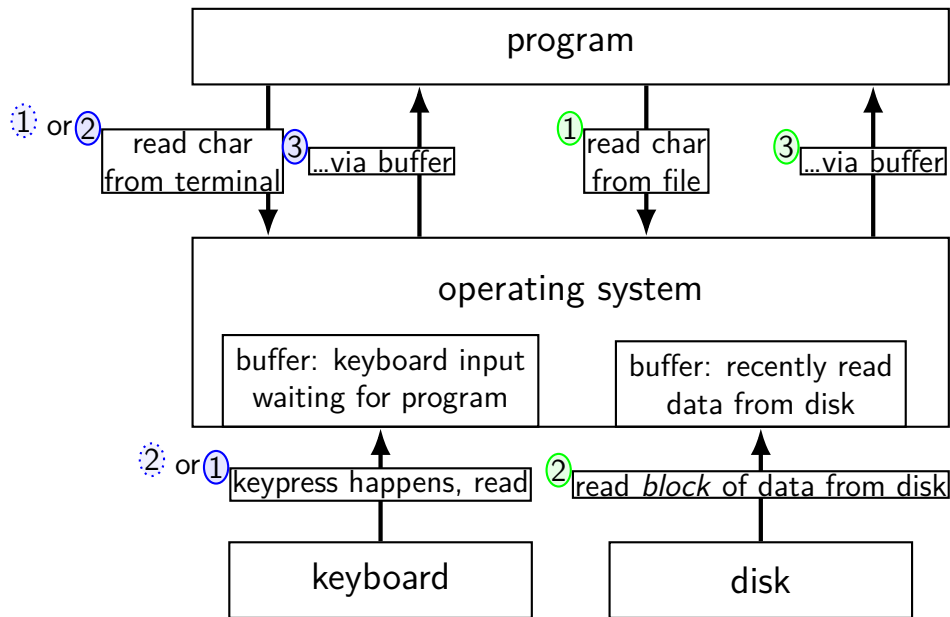 program
1 or 2
read char
from terminal
3
...via buffer
1
read char
from file
3
...via buffer
operating system
buffer: keyboard input
waiting for program
buffer: recently read
data from disk
2 or 1
keypress happens, read
2
read block of data from disk
keyboard
disk